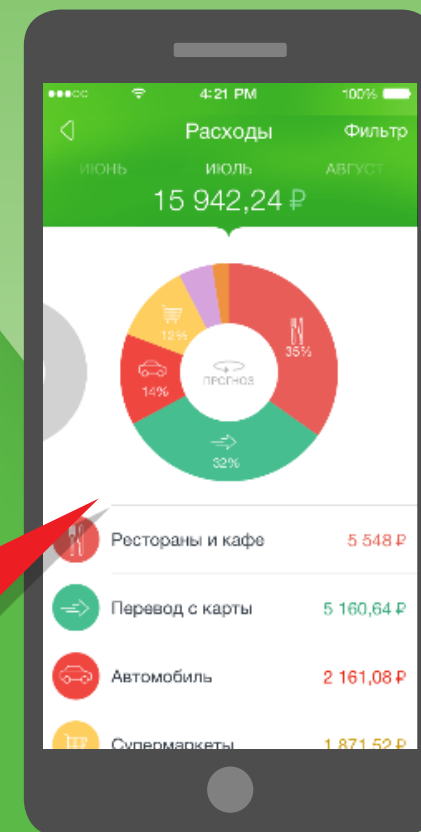 4:21 PM 100%
Расходы Фильтр
ИЮНЬ ИЮЛЬ АВГУСТ
15 942,24 ₽
12%
35%
14%
ПРОГНОЗ
32%
Рестораны и кафе 5 548 ₽
Перевод с карты 5 160,64 ₽
Автомобиль 2 161,08 ₽
Супермаркеты 1 871,52 ₽